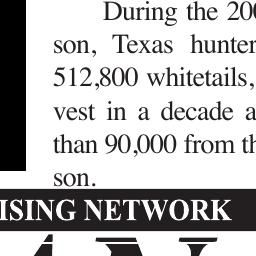 During the 200
son, Texas hunter
512,800 whitetails,
vest in a decade a
than 90,000 from th
son.
ISING NETWORK